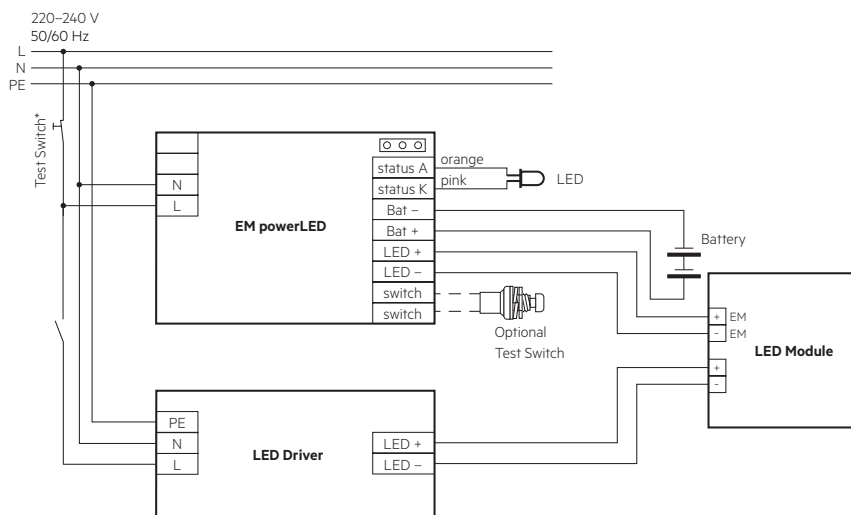 220–240 V
50/60 Hz
L
N
PE
Test Switch*
N
L
EM powerLED
status A
status K
Bat –
Bat +
LED +
LED –
switch
switch
orange
pink
LED
Battery
Optional
Test Switch
+ EM
- EM
+
-
LED Module
PE
N
L
LED Driver
LED +
LED –